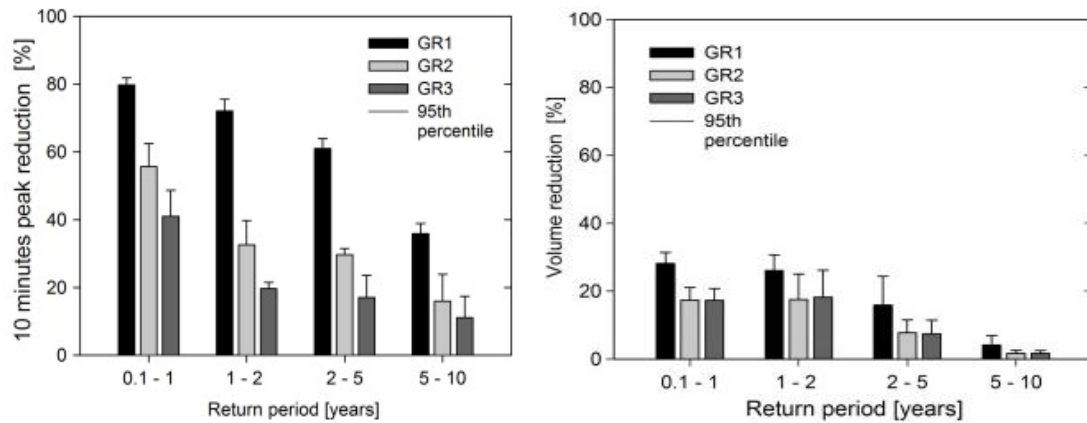 10 minutes peak reduction [%]
100
80
60
40
20
0
GR1
GR2
GR3
95th
percentile
0.1 - 1
1 - 2
2 - 5
5 - 10
Return period [years]
Volume reduction [%]
100
80
60
40
20
0
GR1
GR2
GR3
95th
percentile
0.1 - 1
1 - 2
2 - 5
5 - 10
Return period [years]